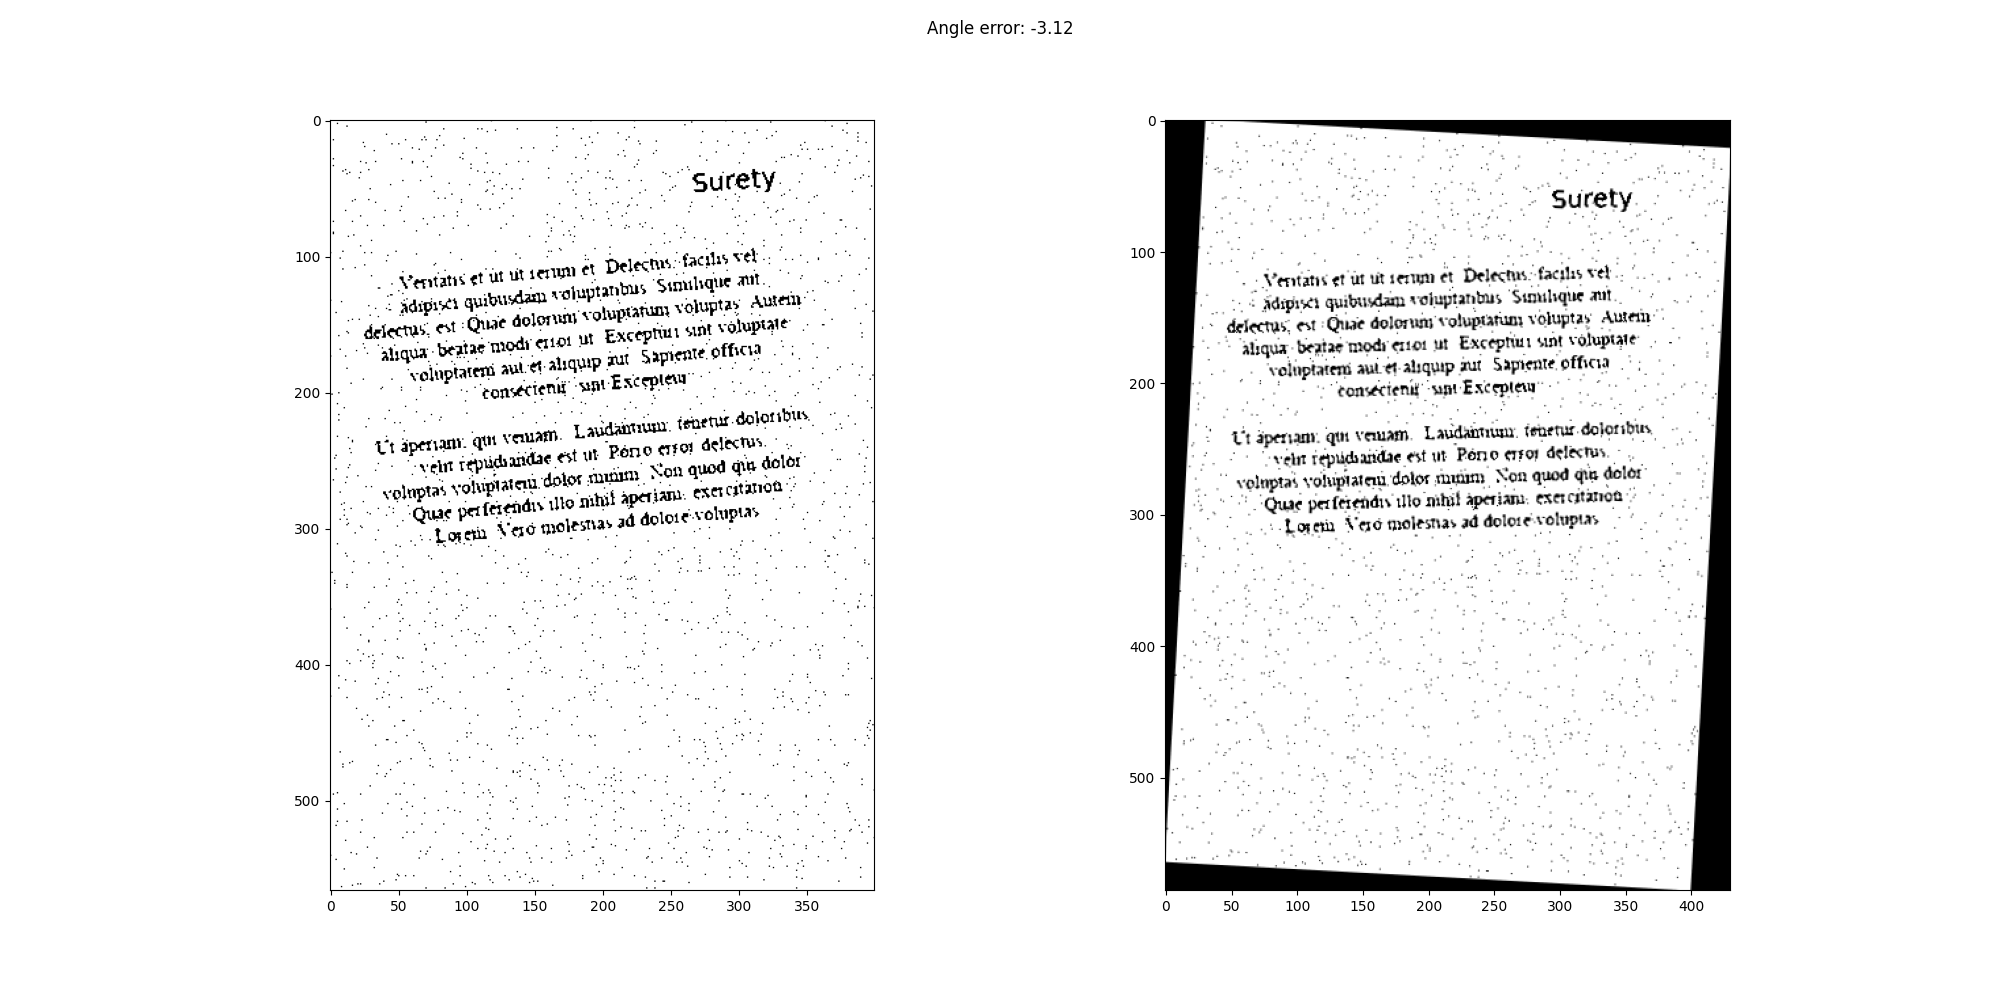 Angle error: -3.12
Surety
Veritatis et ut ut rerum et. Delectus, facilis vel
adipisci quibusdam voluptatibus. Similique aut.
delectus, est. Quae dolorum voluptatum voluptas. Autem
aliqua. beatae modi error ut. Excepturi sint voluptate
voluptatem aut et aliquip aut. Sapiente officia
consectetur. sint Excepteur
Ut aperiam. qui veniam. Laudantium. tenetur doloribus
velit repudiandae est ut. Porro error delectus.
voluptas voluptatem dolor minim. Non quod qui dolor
Quae perferendis illo nihil aperiam. exercitation
Lorem. Vero molestias ad dolore voluptas
0
100
200
300
400
500
0 50 100 150 200 250 300 350
Surety
Veritatis et ut ut rerum et. Delectus, facilis vel
adipisci quibusdam voluptatibus. Similique aut.
delectus, est. Quae dolorum voluptatum voluptas. Autem
aliqua. beatae modi error ut. Excepturi sint voluptate
voluptatem aut et aliquip aut. Sapiente officia
consectetur. sint Excepteur
Ut aperiam. qui veniam. Laudantium. tenetur doloribus
velit repudiandae est ut. Porro error delectus.
voluptas voluptatem dolor minim. Non quod qui dolor
Quae perferendis illo nihil aperiam. exercitation
Lorem. Vero molestias ad dolore voluptas
0
100
200
300
400
500
0 50 100 150 200 250 300 350 400